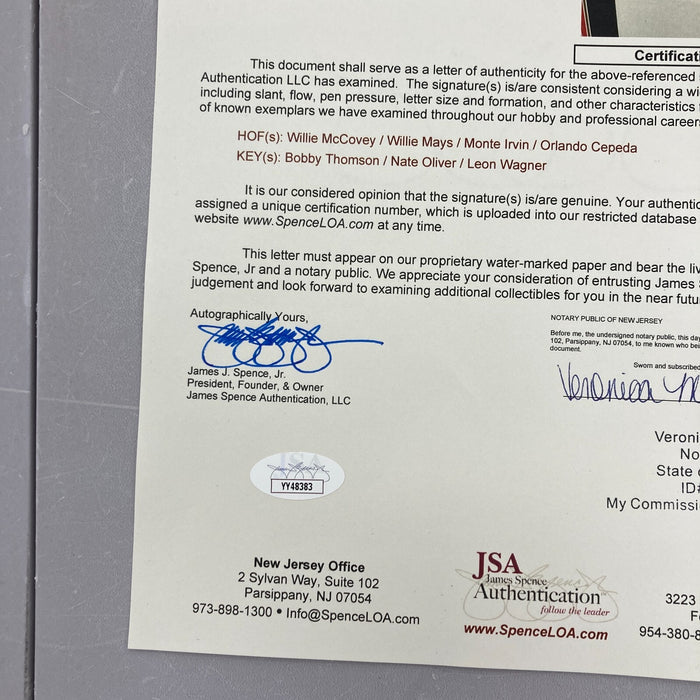 Certificati
This document shall serve as a letter of authenticity for the above-referenced
Authentication LLC has examined. The signature(s) is/are consistent considering a wi
including slant, flow, pen pressure, letter size and formation, and other characteristics
of known exemplars we have examined throughout our hobby and professional career
HOF(s): Willie McCovey / Willie Mays / Monte Irvin / Orlando Cepeda
KEY(s): Bobby Thomson / Nate Oliver / Leon Wagner
It is our considered opinion that the signature(s) is/are genuine. Your authentic
assigned a unique certification number, which is uploaded into our restricted database
website www.SpenceLOA.com at any time.
This letter must appear on our proprietary water-marked paper and bear the liv
Spence, Jr and a notary public. We appreciate your consideration of entrusting James
judgement and look forward to examining additional collectibles for you in the near futu
Autographically Yours,
James J. Spence, Jr.
President, Founder, & Owner
James Spence Authentication, LLC
NOTARY PUBLIC OF NEW JERSEY
Before me, the undersigned notary public, this day
102, Parsippany, NJ 07054, to me known who bei
document.
Sworn and subscribed
Veronica
Veroni
No
State
ID#
My Commissi
JSA
YY48383
New Jersey Office
2 Sylvan Way, Suite 102
Parsippany, NJ 07054
973-898-1300 • Info@SpenceLOA.com
JSA
James Spence
Authentication
follow the leader
www.SpenceLOA.com
3223
F
954-380-8